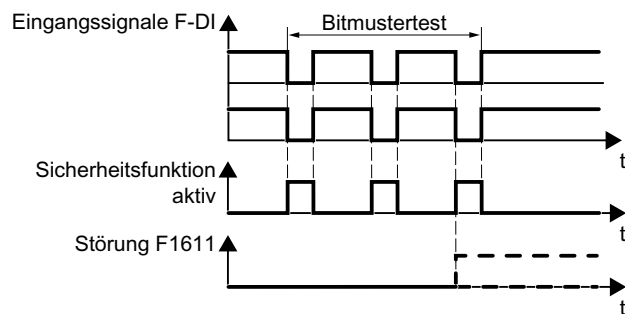 Eingangssignale F-DI
Bitmustertest
t
Sicherheitsfunktion
aktiv
t
Störung F1611
t